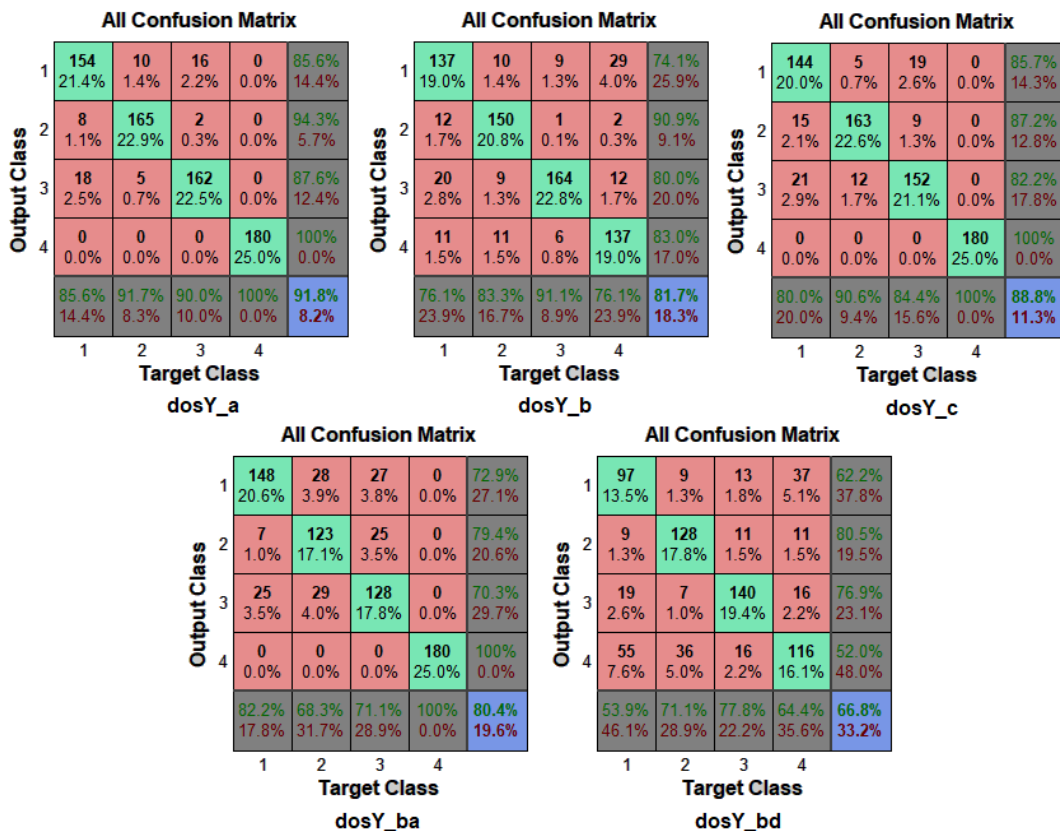 All Confusion Matrix
Output Class
1
154 10 16 0 85.6%
21.4% 1.4% 2.2% 0.0% 14.4%
2
8 165 2 0 94.3%
1.1% 22.9% 0.3% 0.0% 5.7%
3
18 5 162 0 87.6%
2.5% 0.7% 22.5% 0.0% 12.4%
4
0 0 0 180 100%
0.0% 0.0% 0.0% 25.0% 0.0%
85.6% 91.7% 90.0% 100% 91.8%
14.4% 8.3% 10.0% 0.0% 8.2%
1 2 3 4
Target Class
dosY_a
All Confusion Matrix
Output Class
1
137 10 9 29 74.1%
19.0% 1.4% 1.3% 4.0% 25.9%
2
12 150 1 2 90.9%
1.7% 20.8% 0.1% 0.3% 9.1%
3
20 9 164 12 80.0%
2.8% 1.3% 22.8% 1.7% 20.0%
4
11 11 6 137 83.0%
1.5% 1.5% 0.8% 19.0% 17.0%
76.1% 83.3% 91.1% 76.1% 81.7%
23.9% 16.7% 8.9% 23.9% 18.3%
1 2 3 4
Target Class
dosY_b
All Confusion Matrix
Output Class
1
144 5 19 0 85.7%
20.0% 0.7% 2.6% 0.0% 14.3%
2
15 163 9 0 87.2%
2.1% 22.6% 1.3% 0.0% 12.8%
3
21 12 152 0 82.2%
2.9% 1.7% 21.1% 0.0% 17.8%
4
0 0 0 180 100%
0.0% 0.0% 0.0% 25.0% 0.0%
80.0% 90.6% 84.4% 100% 88.8%
20.0% 9.4% 15.6% 0.0% 11.3%
1 2 3 4
Target Class
dosY_c
All Confusion Matrix
Output Class
1
148 28 27 0 72.9%
20.6% 3.9% 3.8% 0.0% 27.1%
2
7 123 25 0 79.4%
1.0% 17.1% 3.5% 0.0% 20.6%
3
25 29 128 0 70.3%
3.5% 4.0% 17.8% 0.0% 29.7%
4
0 0 0 180 100%
0.0% 0.0% 0.0% 25.0% 0.0%
82.2% 68.3% 71.1% 100% 80.4%
17.8% 31.7% 28.9% 0.0% 19.6%
1 2 3 4
Target Class
dosY_ba
All Confusion Matrix
Output Class
1
97 9 13 37 62.2%
13.5% 1.3% 1.8% 5.1% 37.8%
2
9 128 11 11 80.5%
1.3% 17.8% 1.5% 1.5% 19.5%
3
19 7 140 16 76.9%
2.6% 1.0% 19.4% 2.2% 23.1%
4
55 36 16 116 52.0%
7.6% 5.0% 2.2% 16.1% 48.0%
53.9% 71.1% 77.8% 64.4% 66.8%
46.1% 28.9% 22.2% 35.6% 33.2%
1 2 3 4
Target Class
dosY_bd